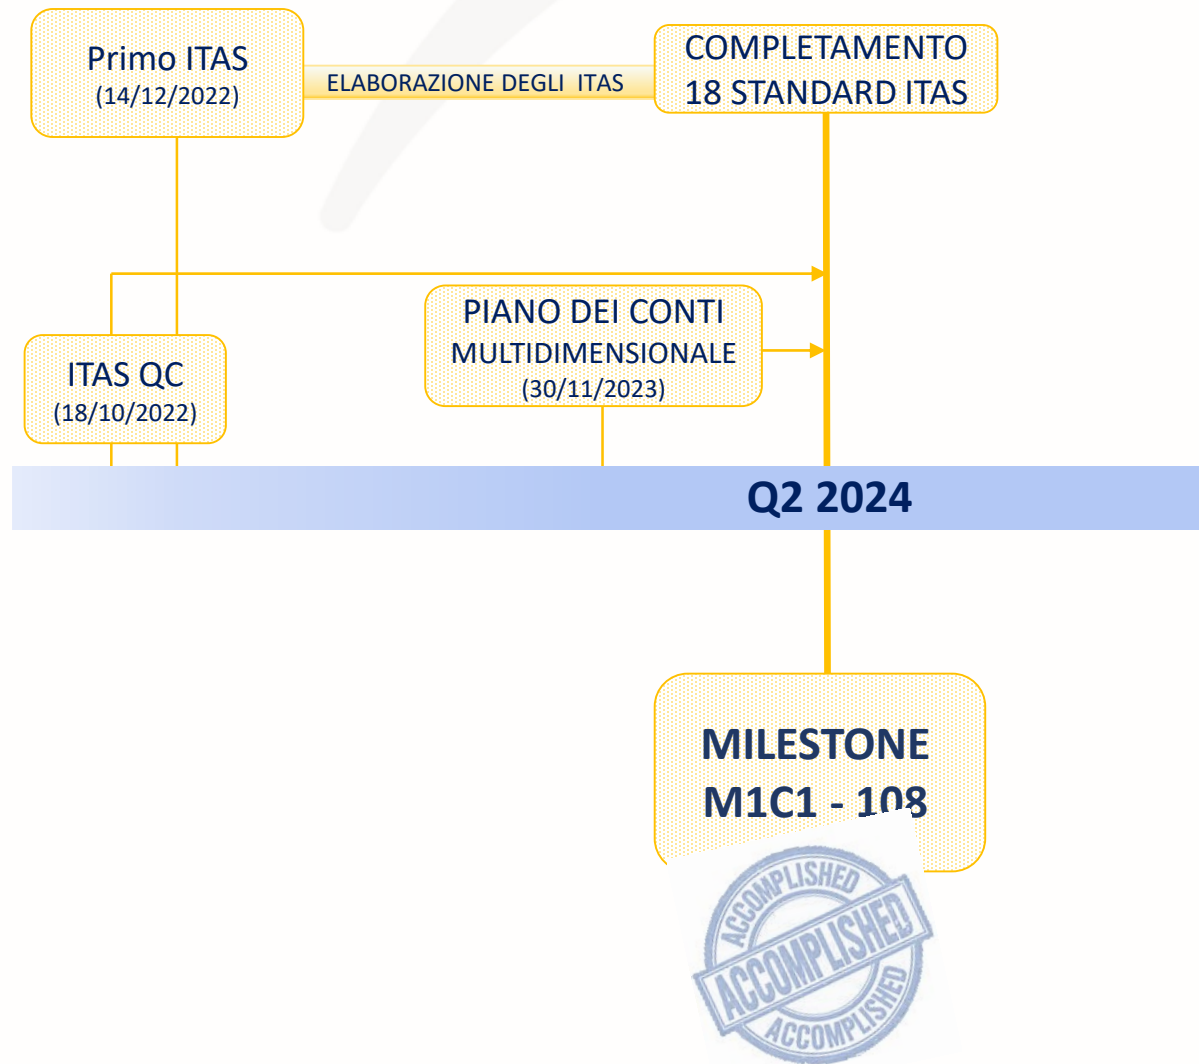 Primo ITAS
(14/12/2022)
ELABORAZIONE DEGLI ITAS
COMPLETAMENTO
18 STANDARD ITAS
PIANO DEI CONTI
MULTIDIMENSIONALE
(30/11/2023)
ITAS QC
(18/10/2022)
Q2 2024
MILESTONE
M1C1 - 108
ACCOMPLISHED
ACCOMPLISHED
ACCOMPLISHED